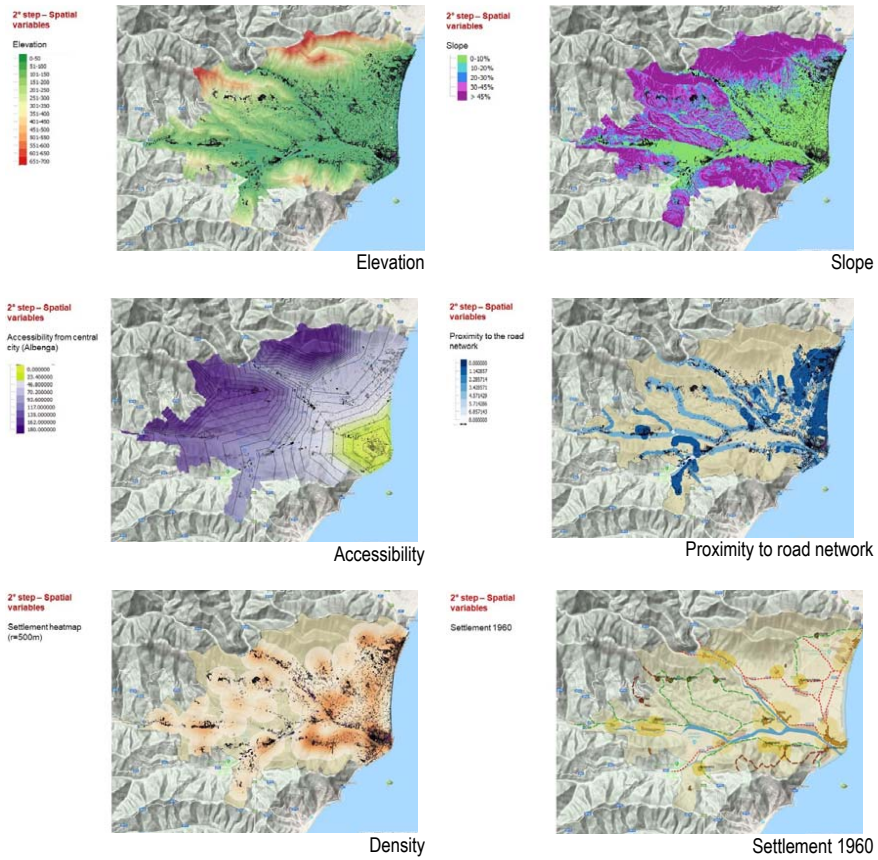 2° step – Spatial
variables
Elevation
0-50
51-100
101-150
151-200
201-250
251-300
301-350
351-400
401-450
451-500
501-550
551-600
601-650
651-700
Elevation
2° step – Spatial
variables
Slope
0-10%
10-20%
20-30%
30-45%
> 45%
Slope
2° step – Spatial
variables
Accessibility from central
city (Albenga)
0.000000
23.400000
46.800000
70.200000
93.600000
117.000000
135.000000
162.000000
180.000000
Accessibility
2° step – Spatial
variables
Proximity to the road
network
0.000000
1.142857
2.285714
3.428571
4.571429
5.714286
6.857143
8.000000
Proximity to road network
2° step – Spatial
variables
Settlement heatmap
(r=500m)
Density
2° step – Spatial
variables
Settlement 1960
Settlement 1960